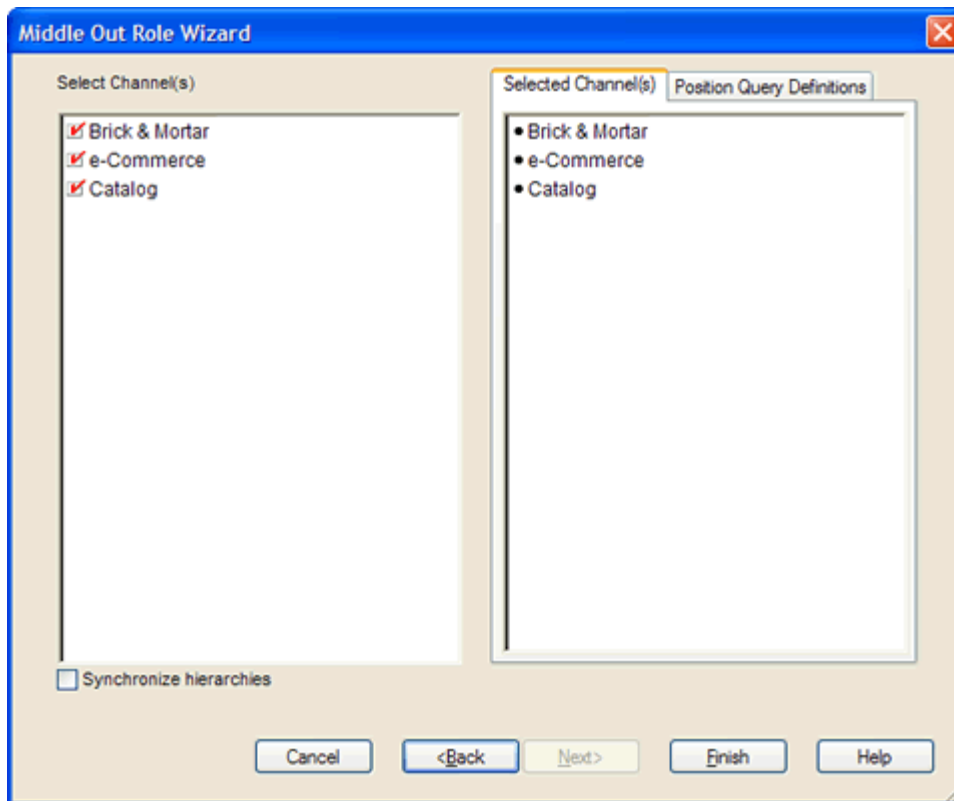 Middle Out Role Wizard
Select Channel(s)
Selected Channel(s)
Position Query Definitions
Brick & Mortar
e-Commerce
Catalog
• Brick & Mortar
• e-Commerce
• Catalog
Synchronize hierarchies
Cancel
<Back
Next>
Finish
Help